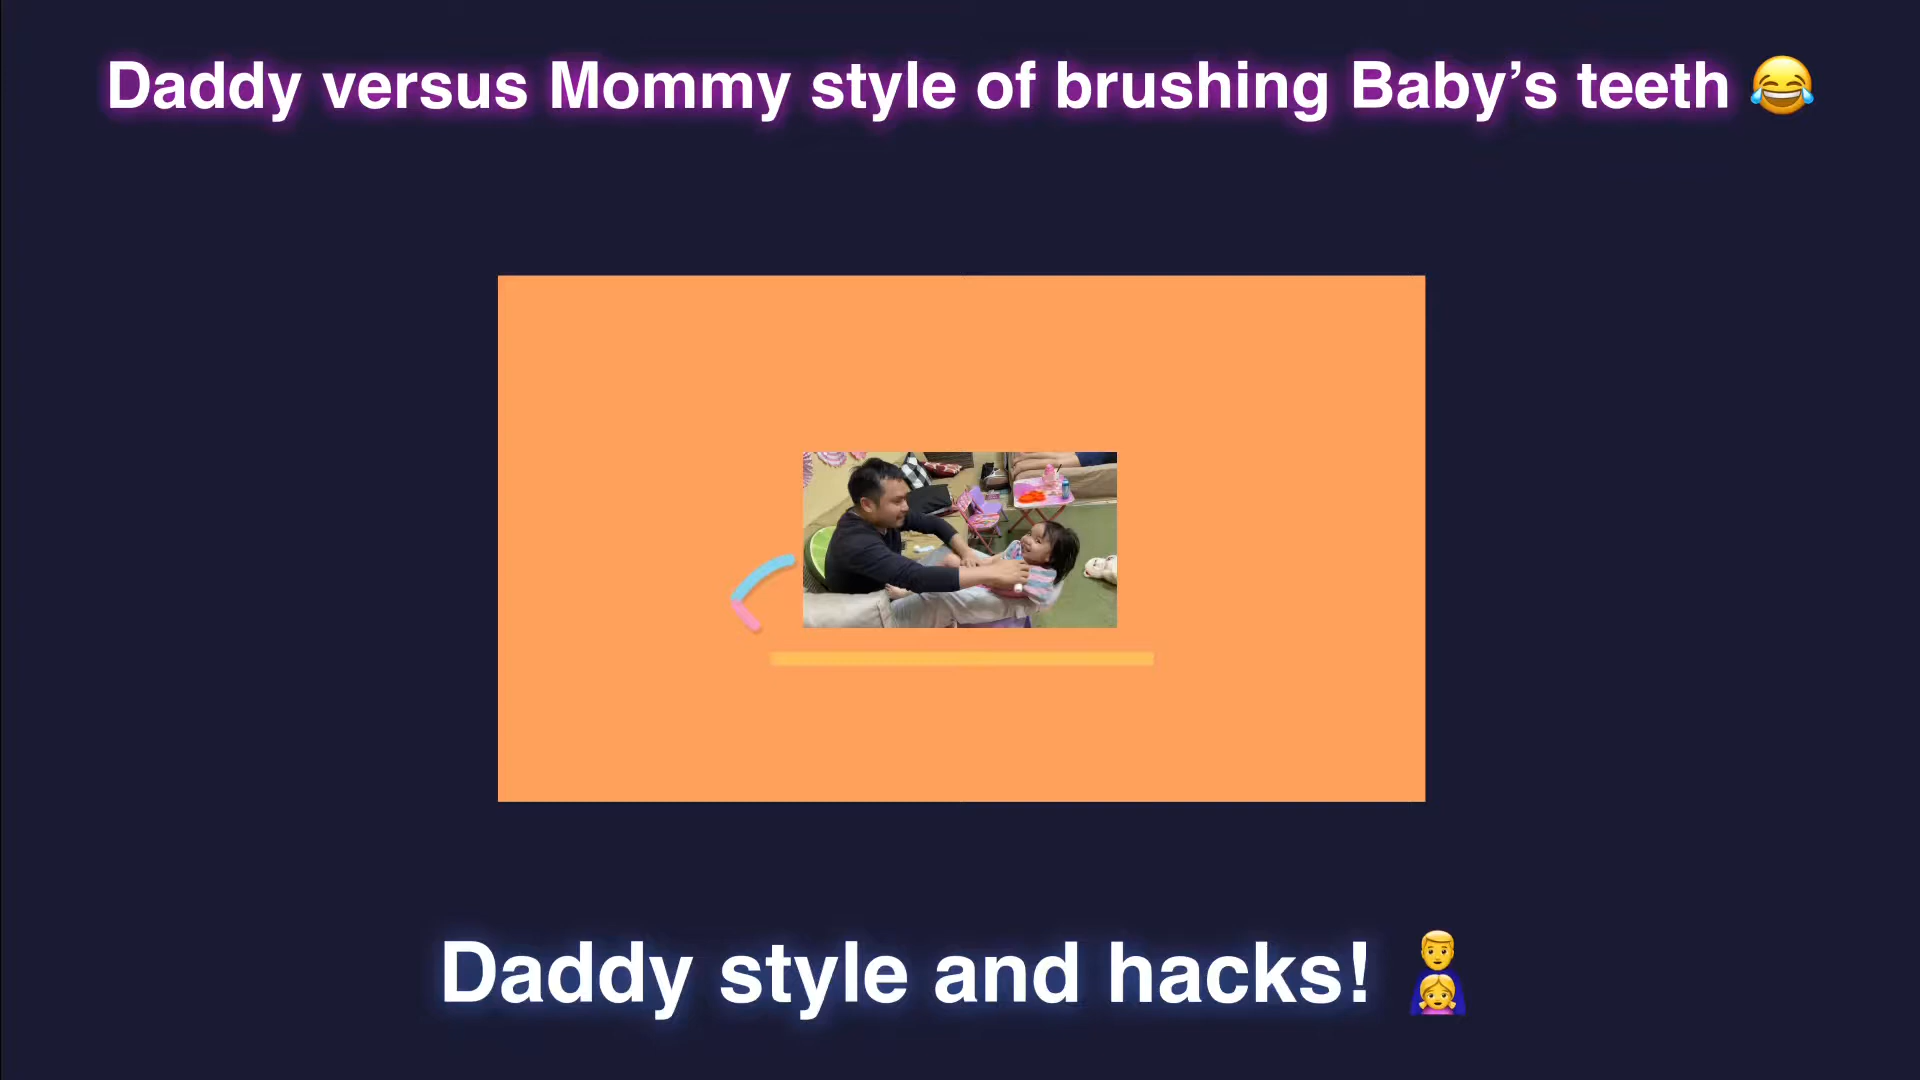 Daddy versus Mommy style of brushing Baby’s teeth 😂
Daddy style and hacks! 👨‍👧